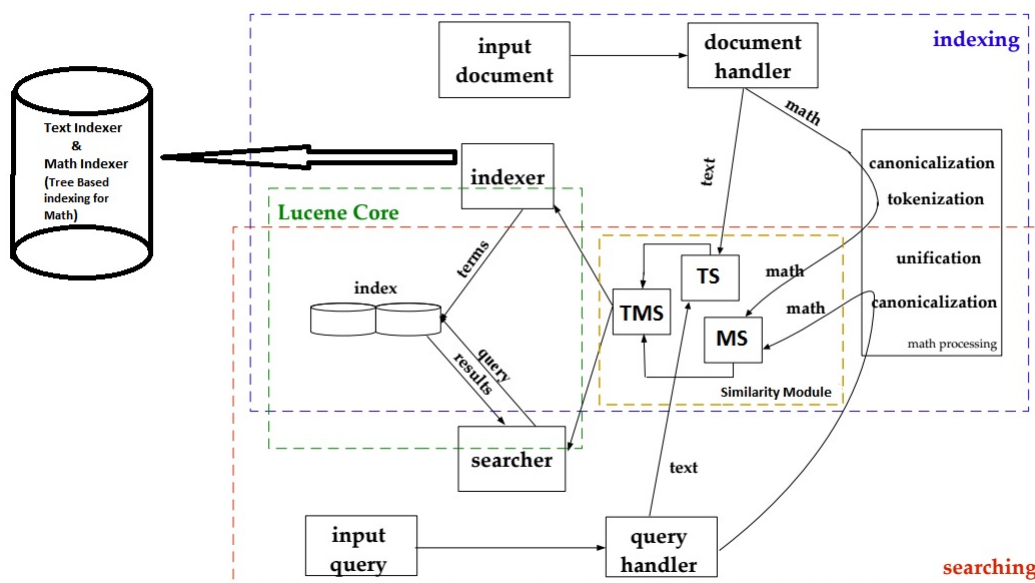 input
document
document
handler
indexing
math
Text Indexer
&
Math Indexer
(Tree Based
indexing for
Math)
indexer
text
canonicalization
tokenization
unification
canonicalization
math processing
Lucene Core
terms
index
query
results
TS
TMS
MS
math
math
Similarity Module
searcher
text
input
query
query
handler
searching